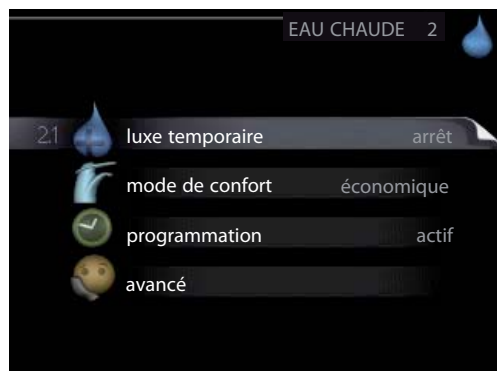 EAU CHAUDE 2
2.1 luxe temporaire arrêt
mode de confort économique
programmation actif
avancé